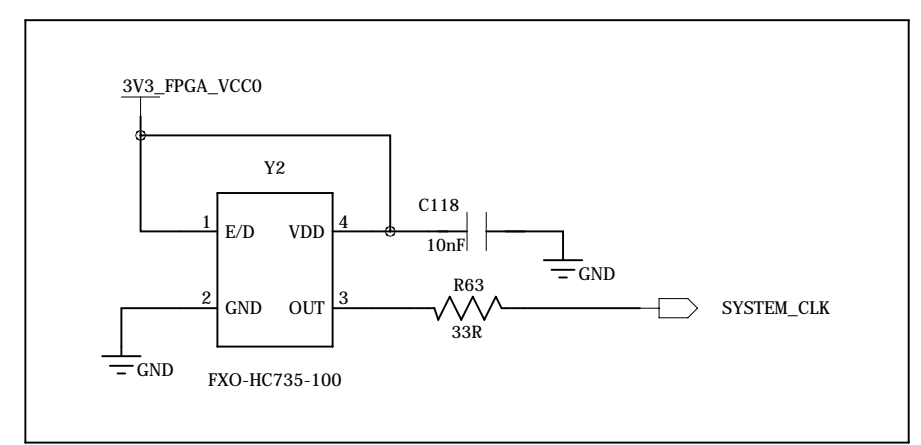 3V3_FPGA_VCC0
Y2
C118
1
E/D
VDD
4
10nF
GND
R63
2
GND
OUT
3
SYSTEM_CLK
33R
GND
FXO-HC735-100